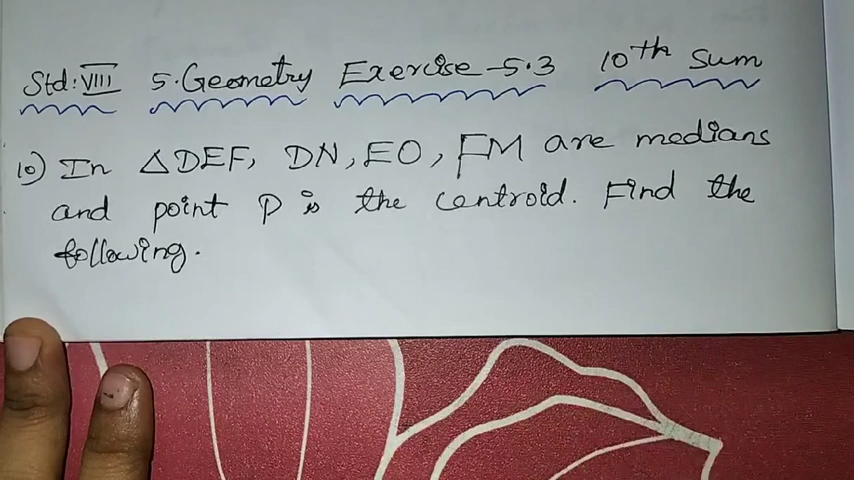 Std: VIII 5. Geometry Exercise - 5.3 10th Sum
10) In △DEF, DN, EO, FM are medians
and point P is the centroid. Find the
following.